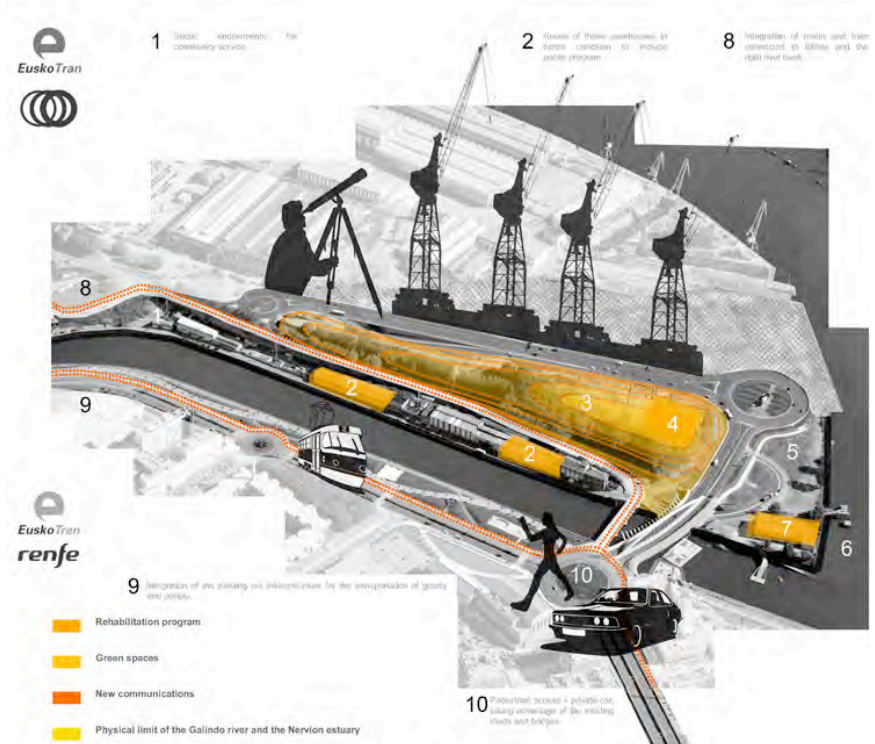 EuskoTran
1 Social endowments for
community service
2 Reuse of those warehouses in
better condition to include
public program
8 Integration of metro and tram
connected to Bilbao and the
right river bank
8
1
9
2
2
3
4
5
6
7
10
EuskoTren
renfe
9 Integration of the existing rail infrastructure for the transportation of goods
and people
Rehabilitation program
Green spaces
New communications
Physical limit of the Galindo river and the Nervion estuary
10 Pedestrian access + private car,
taking advantage of the existing
roads and bridges